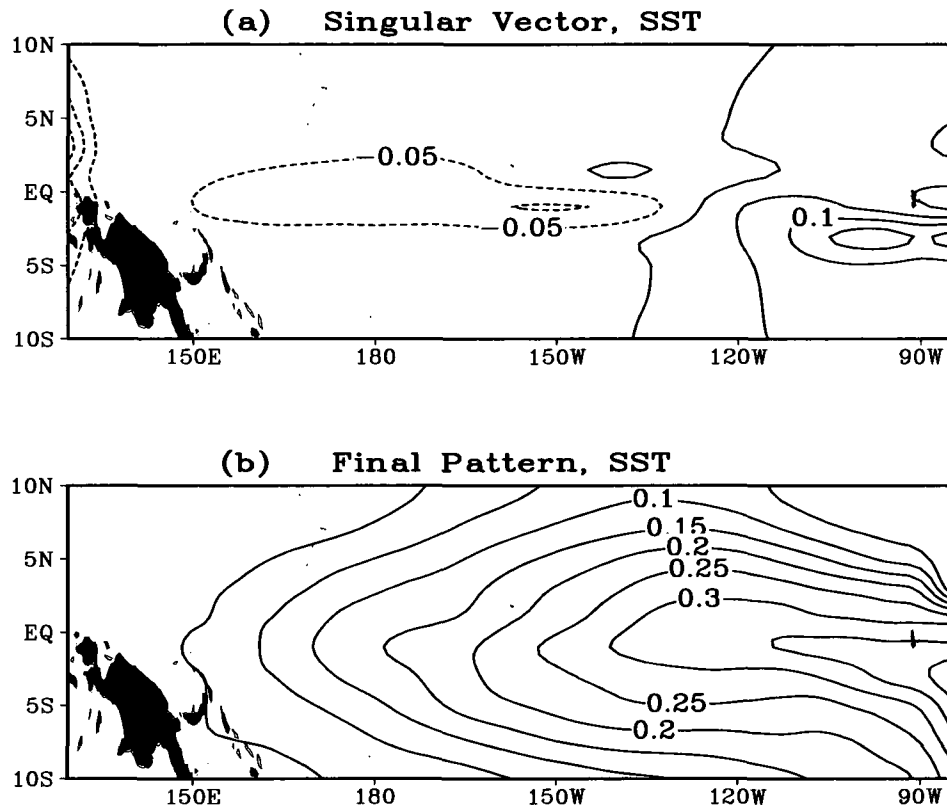 (a) Singular Vector, SST
10N
5N
EQ
5S
10S
−0.05
−0.05
0.1
150E 180 150W 120W 90W
(b) Final Pattern, SST
10N
5N
EQ
5S
10S
0.1
0.15
0.2
0.25
0.3
0.25
0.2
150E 180 150W 120W 90W